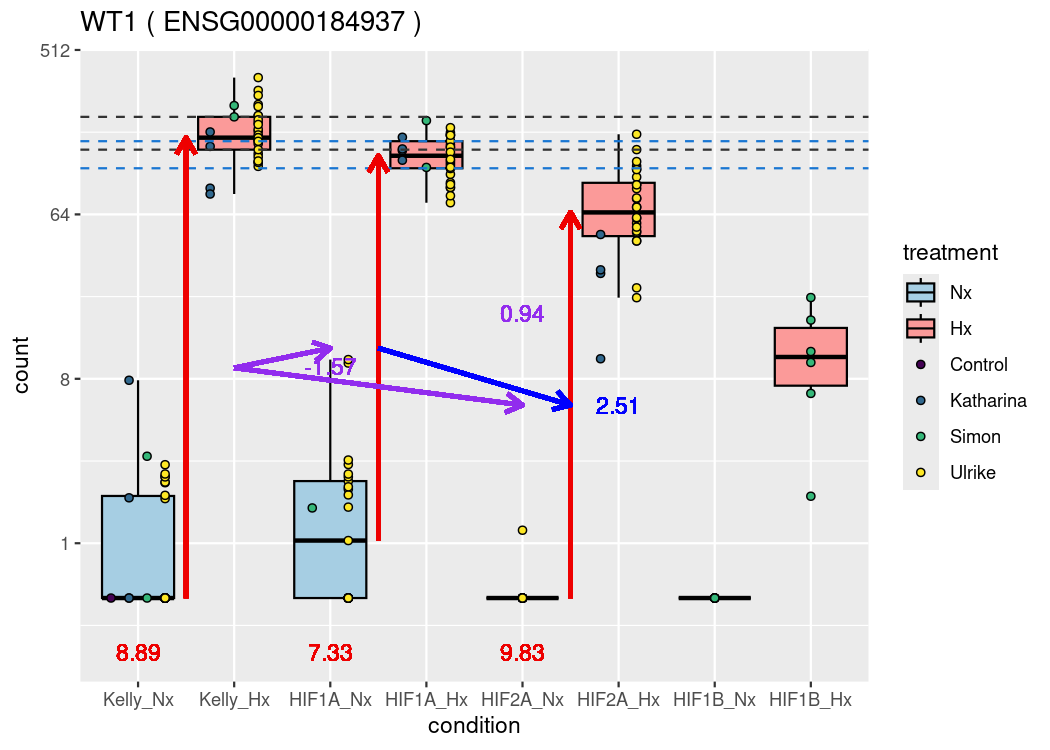 WT1 ( ENSG00000184937 )
512
64
8
1
count
0.94
-1.57
2.51
8.89
7.33
9.83
Kelly_Nx
Kelly_Hx
HIF1A_Nx
HIF1A_Hx
HIF2A_Nx
HIF2A_Hx
HIF1B_Nx
HIF1B_Hx
condition
treatment
Nx
Hx
Control
Katharina
Simon
Ulrike